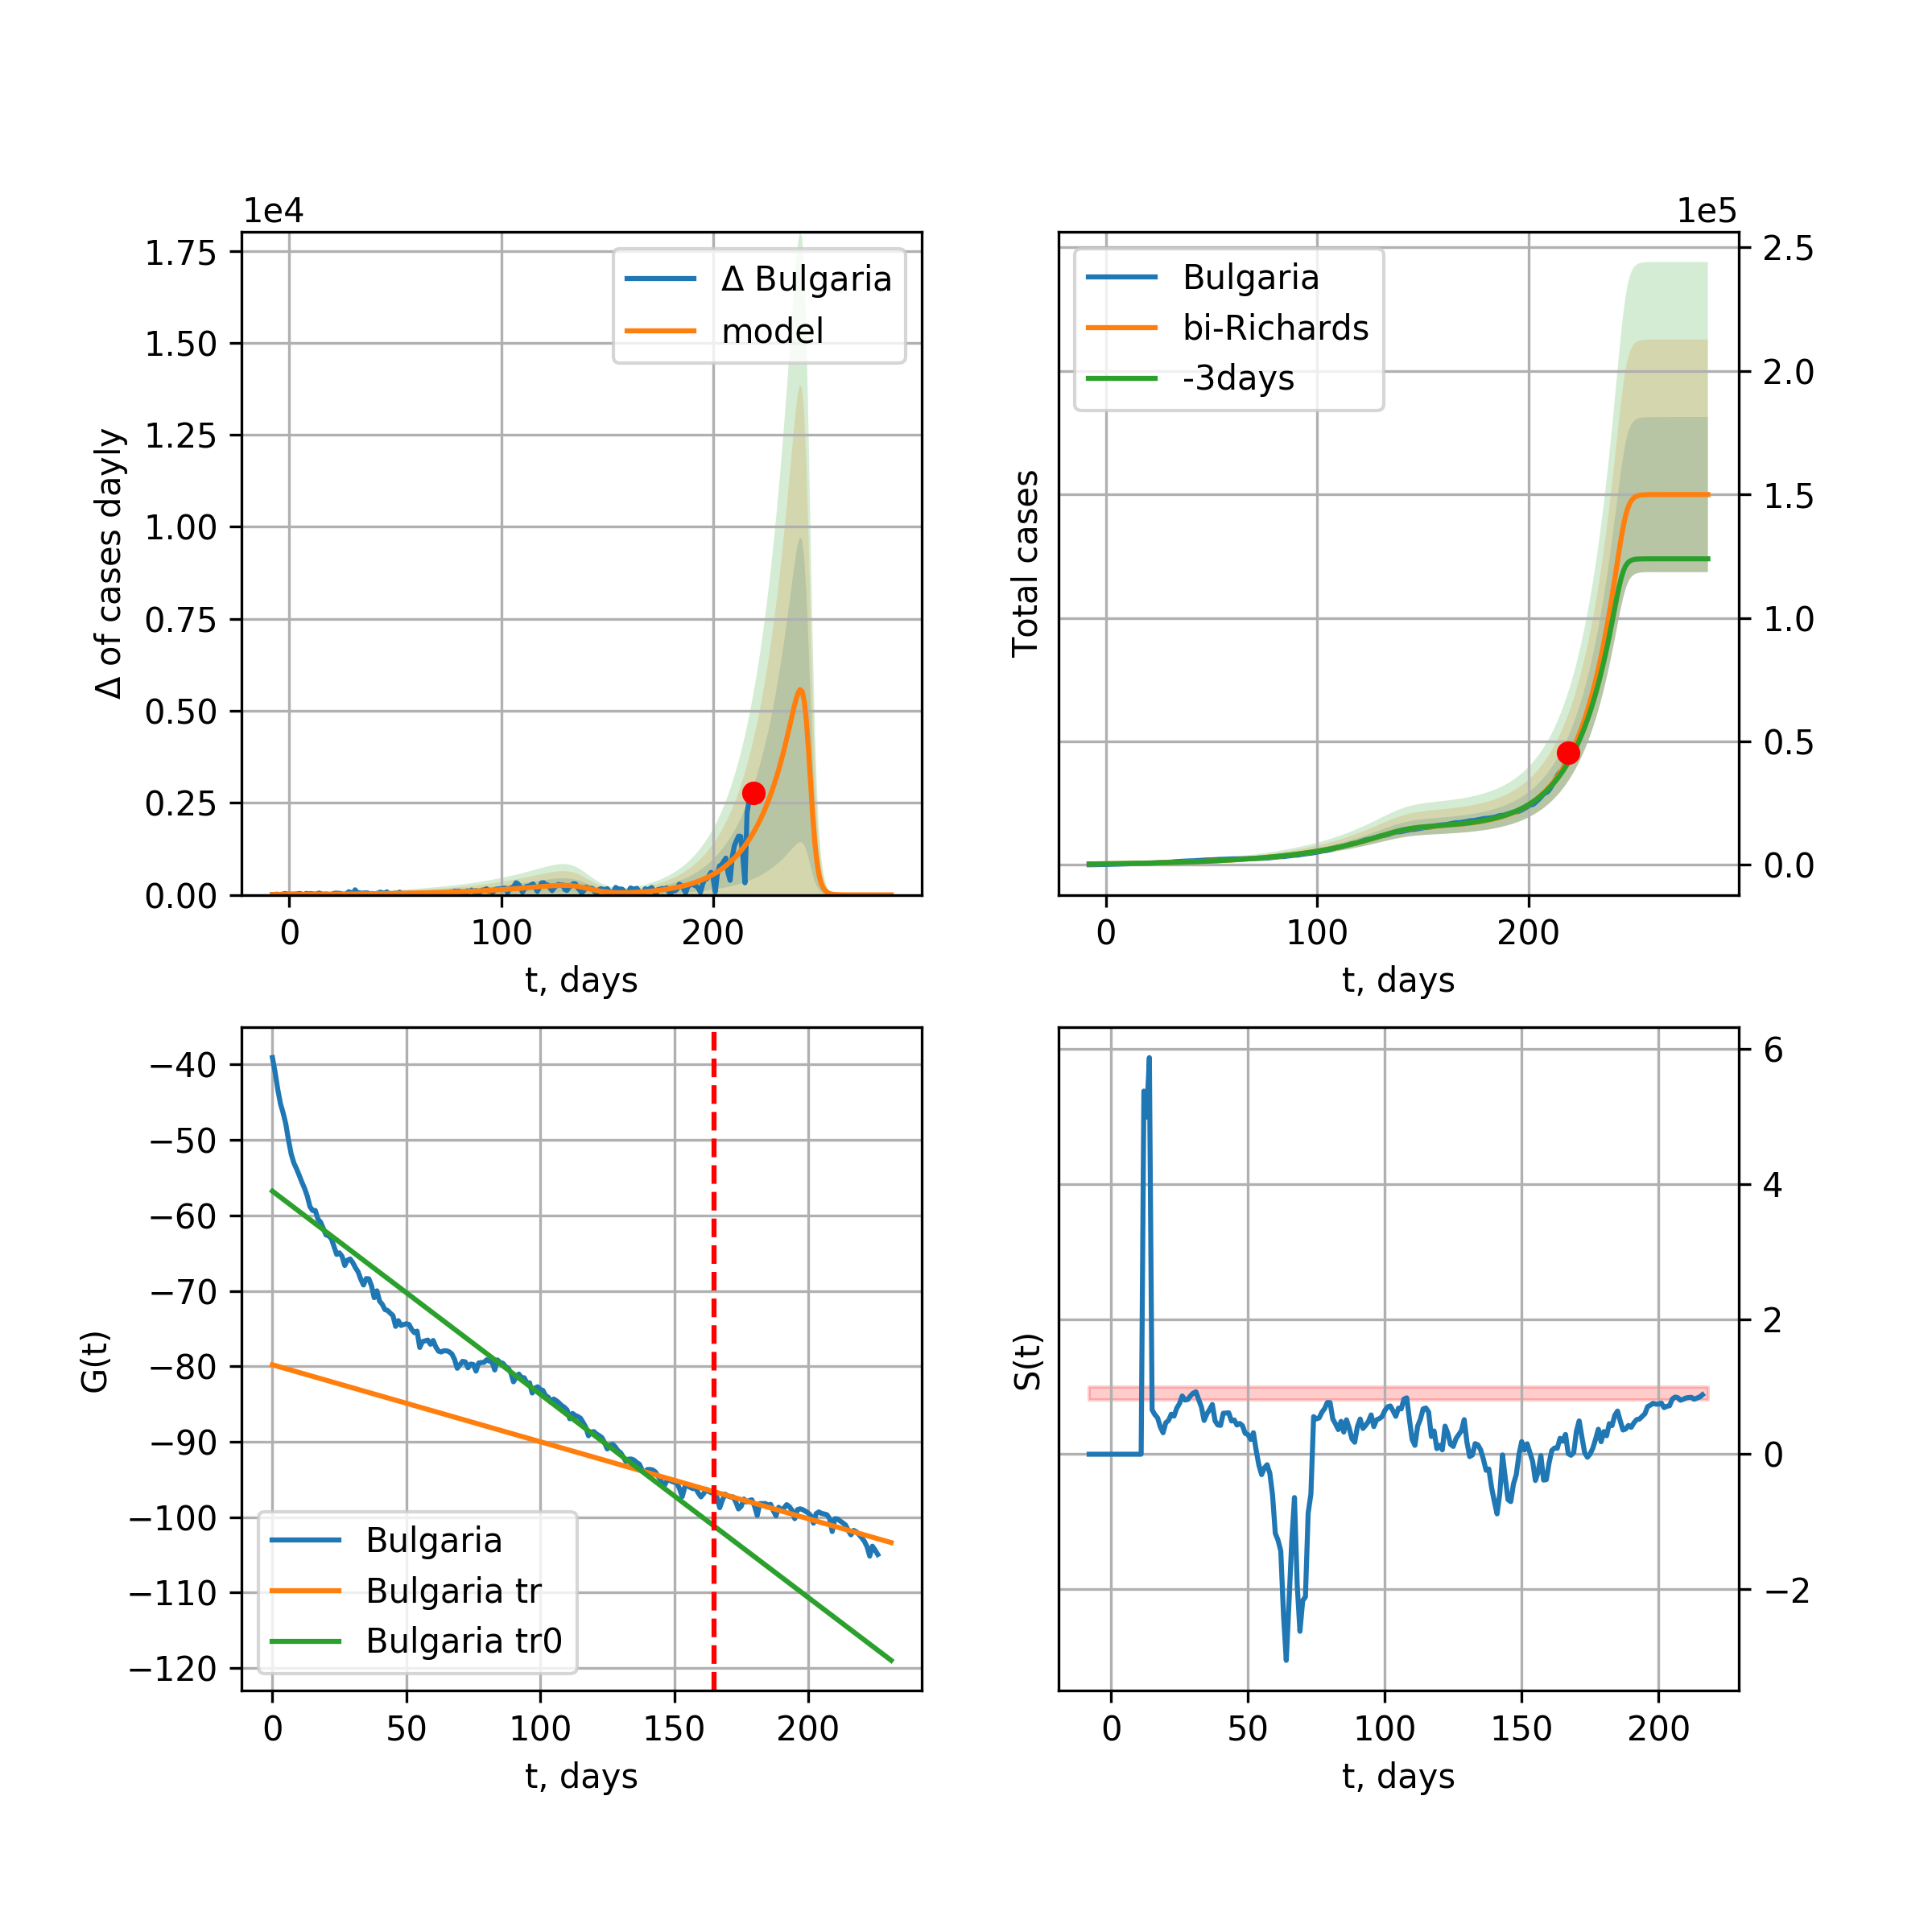 1e4
1.75
1.50
1.25
1.00
0.75
0.50
0.25
0.00
Δ of cases dayly
Δ Bulgaria
model
0
100
200
t, days
1e5
2.5
2.0
1.5
1.0
0.5
0.0
Total cases
Bulgaria
bi-Richards
-3days
0
100
200
t, days
−40
−50
−60
−70
−80
−90
−100
−110
−120
G(t)
Bulgaria
Bulgaria tr
Bulgaria tr0
0
50
100
150
200
t, days
6
4
2
0
−2
S(t)
0
50
100
150
200
t, days